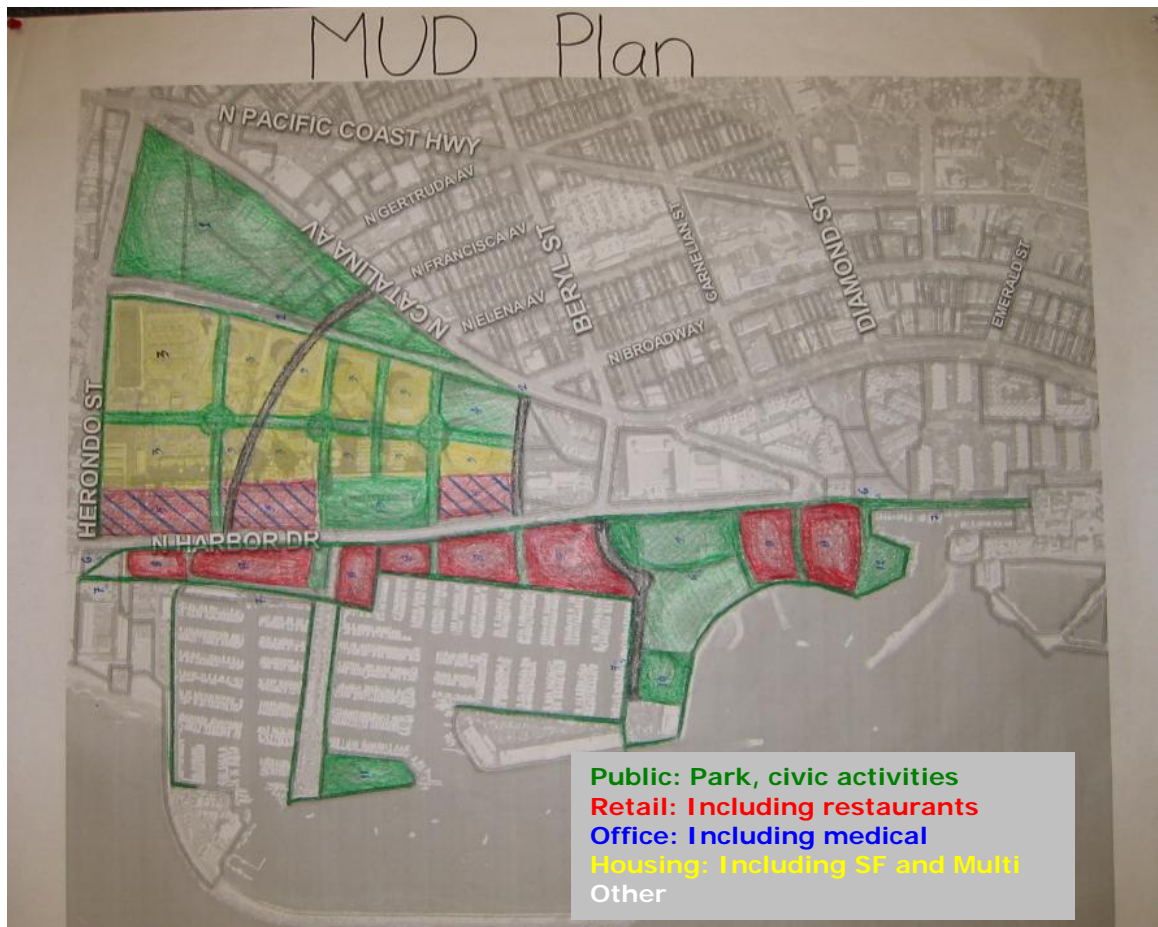 MUD Plan
N PACIFIC COAST HWY
N GERTRUDA AV
N CATALINA AV
N FRANCISCA AV
N ELENA AV
BERYL ST
CARNELIAN ST
N BROADWAY
DIAMOND ST
EMERALD ST
HERONDO ST
N HARBOR DR
Public: Park, civic activities
Retail: Including restaurants
Office: Including medical
Housing: Including SF and Multi
Other